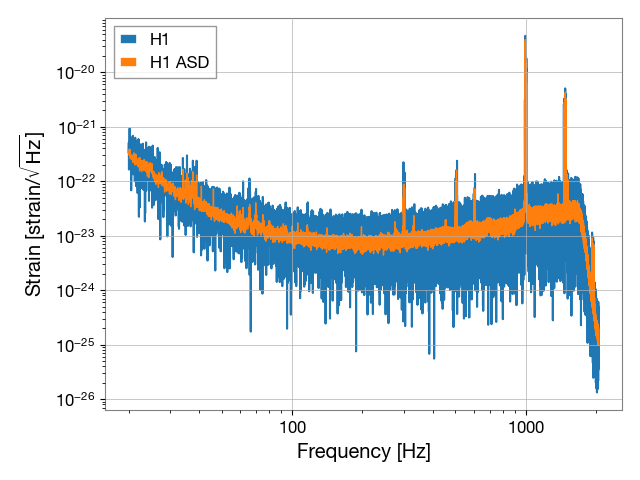 H1
H1 ASD
10⁻²⁰
10⁻²¹
10⁻²²
10⁻²³
10⁻²⁴
10⁻²⁵
10⁻²⁶
Strain [strain/√Hz]
100
1000
Frequency [Hz]